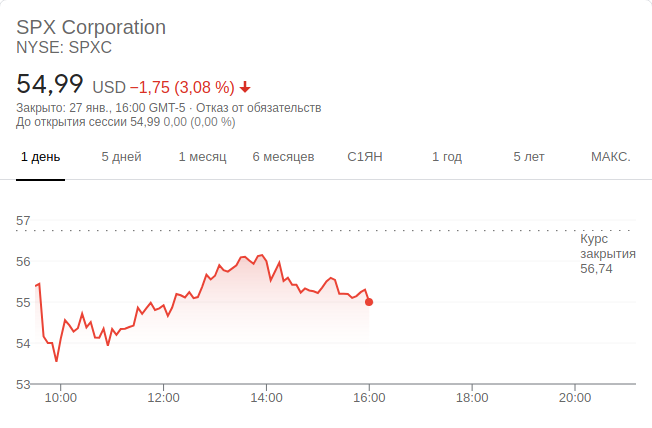 SPX Corporation
NYSE: SPXC
54,99 USD −1,75 (3,08 %)
Закрыто: 27 янв., 16:00 GMT-5 · Отказ от обязательств
До открытия сессии 54,99 0,00 (0,00 %)
1 день 5 дней 1 месяц 6 месяцев С1ЯН 1 год 5 лет МАКС.
57
Курс
закрытия
56,74
56
55
54
53
10:00 12:00 14:00 16:00 18:00 20:00